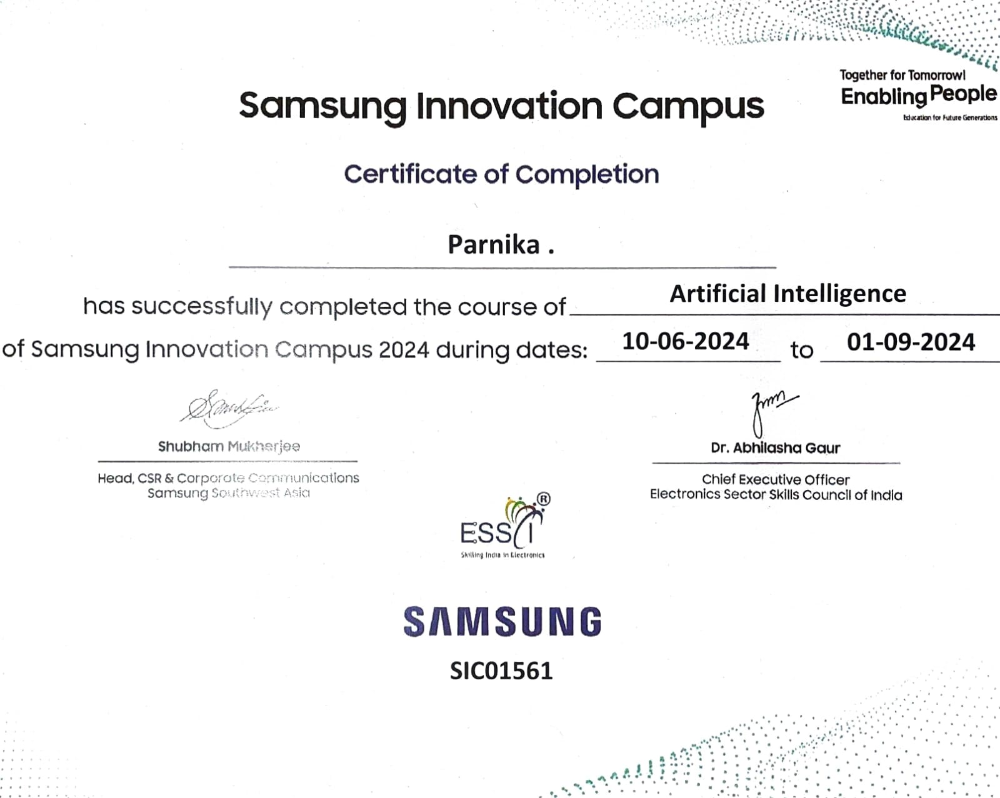 Together for Tomorrow!
Enabling People
Education for Future Generations
Samsung Innovation Campus
Certificate of Completion
Parnika .
has successfully completed the course of Artificial Intelligence
of Samsung Innovation Campus 2024 during dates: 10-06-2024 to 01-09-2024
Shubham Mukherjee
Head, CSR & Corporate Communications
Samsung Southwest Asia
Dr. Abhilasha Gaur
Chief Executive Officer
Electronics Sector Skills Council of India
ESSCI®
Skilling India in Electronics
SAMSUNG
SIC01561